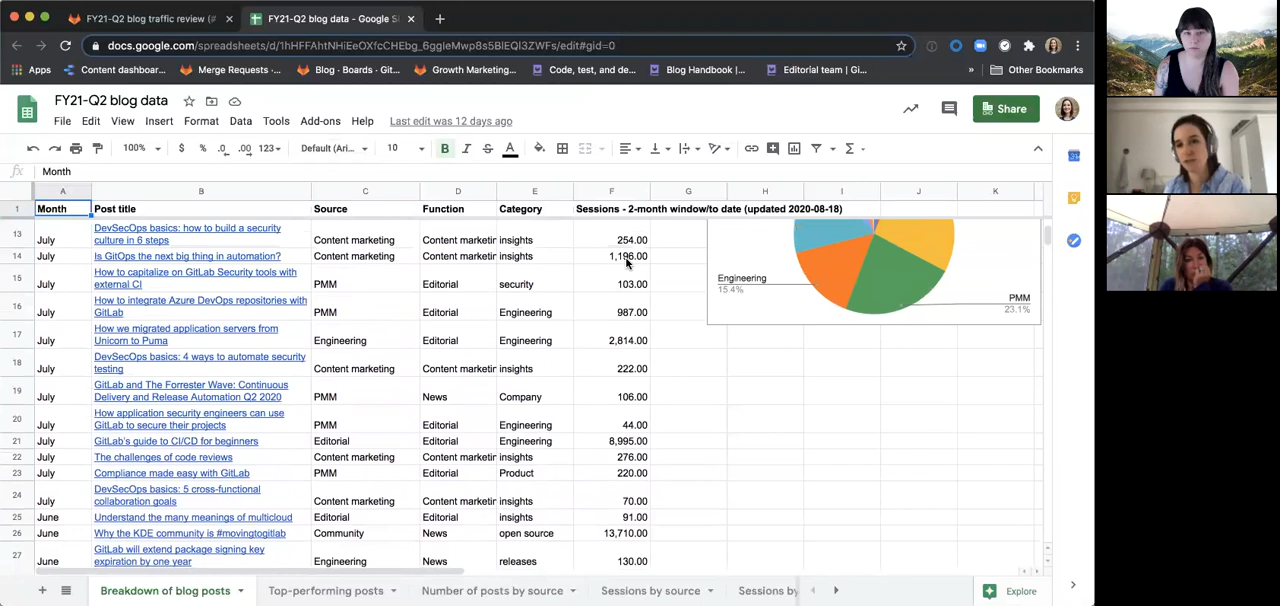 FY21-Q2 blog traffic review (#
FY21-Q2 blog data - Google S
docs.google.com/spreadsheets/d/1hHFFAhtNHiEeOXfcCHEbg_6ggIeMwp8s5BlEQI3ZWFs/edit#gid=0
Apps
Content dashboar...
Merge Requests ·...
Blog · Boards · Git...
Growth Marketing...
Code, test, and de...
Blog Handbook |...
Editorial team | Gi...
»
Other Bookmarks
FY21-Q2 blog data
File Edit View Insert Format Data Tools Add-ons Help Last edit was 12 days ago
Share
100% $ % .0 .00 123 Default (Ari... 10 B I S A
fx Month
A B C D E F G H I J K
1 Month Post title Source Function Category Sessions - 2-month window/to date (updated 2020-08-18)
13 July DevSecOps basics: how to build a security
culture in 6 steps Content marketing Content marketin insights 254.00
14 July Is GitOps the next big thing in automation? Content marketing Content marketin insights 1,196.00
15 July How to capitalize on GitLab Security tools with
external CI PMM Editorial security 103.00
16 July How to integrate Azure DevOps repositories with
GitLab PMM Editorial Engineering 987.00
17 July How we migrated application servers from
Unicorn to Puma Engineering Editorial Engineering 2,814.00
18 July DevSecOps basics: 4 ways to automate security
testing Content marketing Content marketin insights 222.00
19 July GitLab and The Forrester Wave: Continuous
Delivery and Release Automation Q2 2020 PMM News Company 106.00
20 July How application security engineers can use
GitLab to secure their projects PMM Editorial Engineering 44.00
21 July GitLab's guide to CI/CD for beginners Editorial Editorial Engineering 8,995.00
22 July The challenges of code reviews Content marketing Content marketin insights 276.00
23 July Compliance made easy with GitLab PMM Editorial Product 220.00
24 July DevSecOps basics: 5 cross-functional
collaboration goals Content marketing Content marketin insights 70.00
25 June Understand the many meanings of multicloud Editorial Editorial insights 91.00
26 June Why the KDE community is #movingtogitlab Community News open source 13,710.00
27 June GitLab will extend package signing key
expiration by one year Engineering News releases 130.00
Engineering
15.4%
PMM
23.1%
Breakdown of blog posts
Top-performing posts
Number of posts by source
Sessions by source
Sessions by
Explore